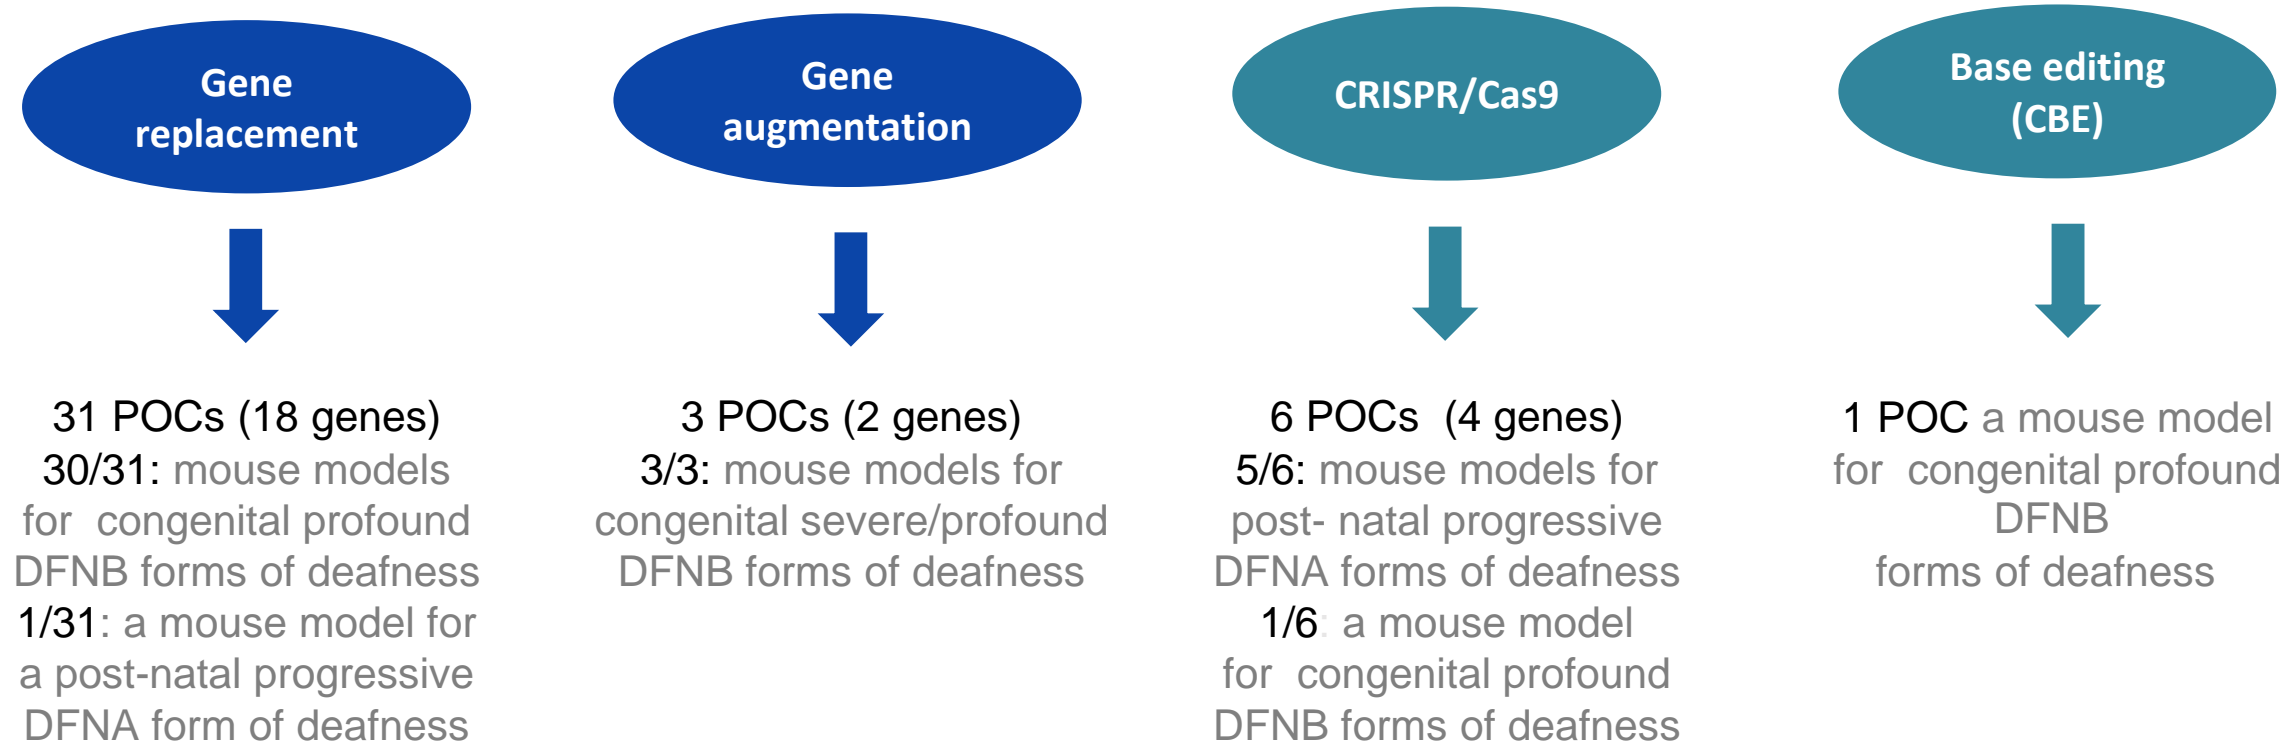 Gene
replacement
31 POCs (18 genes)
30/31: mouse models
for congenital profound
DFNB forms of deafness
1/31: a mouse model for
a post-natal progressive
DFNA form of deafness
Gene
augmentation
3 POCs (2 genes)
3/3: mouse models for
congenital severe/profound
DFNB forms of deafness
CRISPR/Cas9
6 POCs (4 genes)
5/6: mouse models for
post- natal progressive
DFNA forms of deafness
1/6: a mouse model
for congenital profound
DFNB forms of deafness
Base editing
(CBE)
1 POC a mouse model
for congenital profound
DFNB
forms of deafness